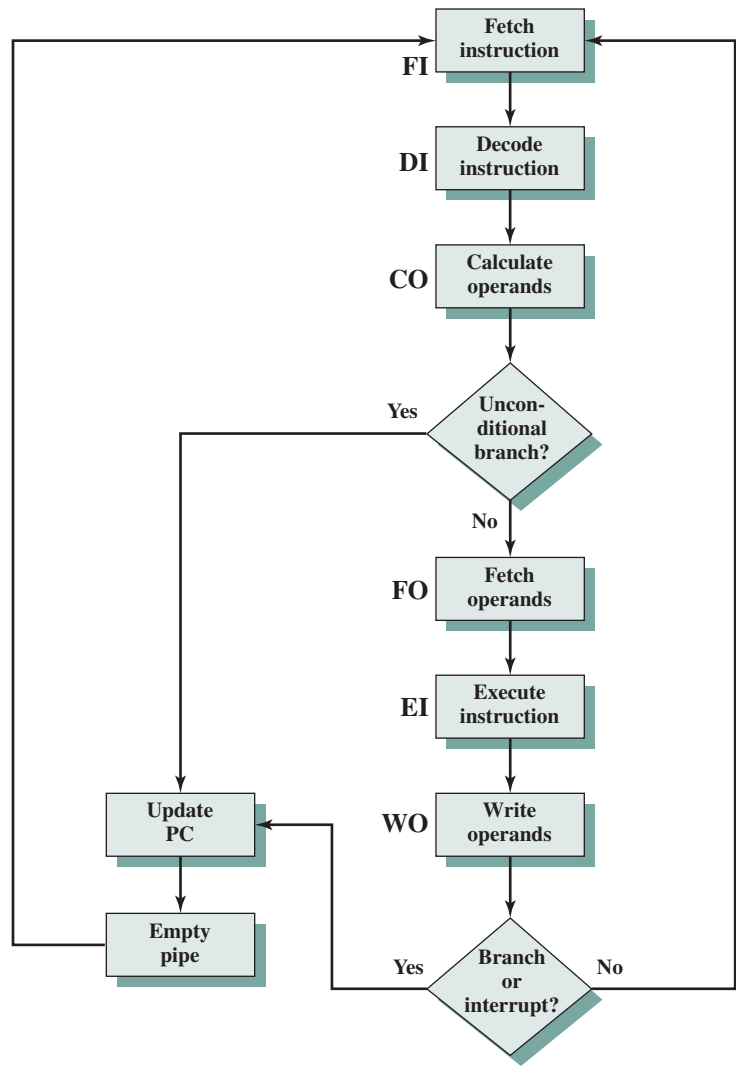 Fetch
instruction
FI
Decode
instruction
DI
Calculate
operands
CO
Uncon-
ditional
branch?
Yes
No
Fetch
operands
FO
Execute
instruction
EI
Write
operands
WO
Update
PC
Empty
pipe
Branch
or
interrupt?
Yes
No